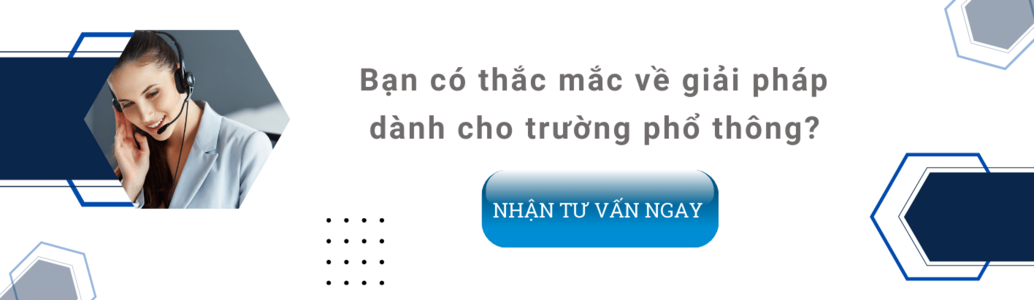 Bạn có thắc mắc về giải pháp
dành cho trường phổ thông?
NHẬN TƯ VẤN NGAY